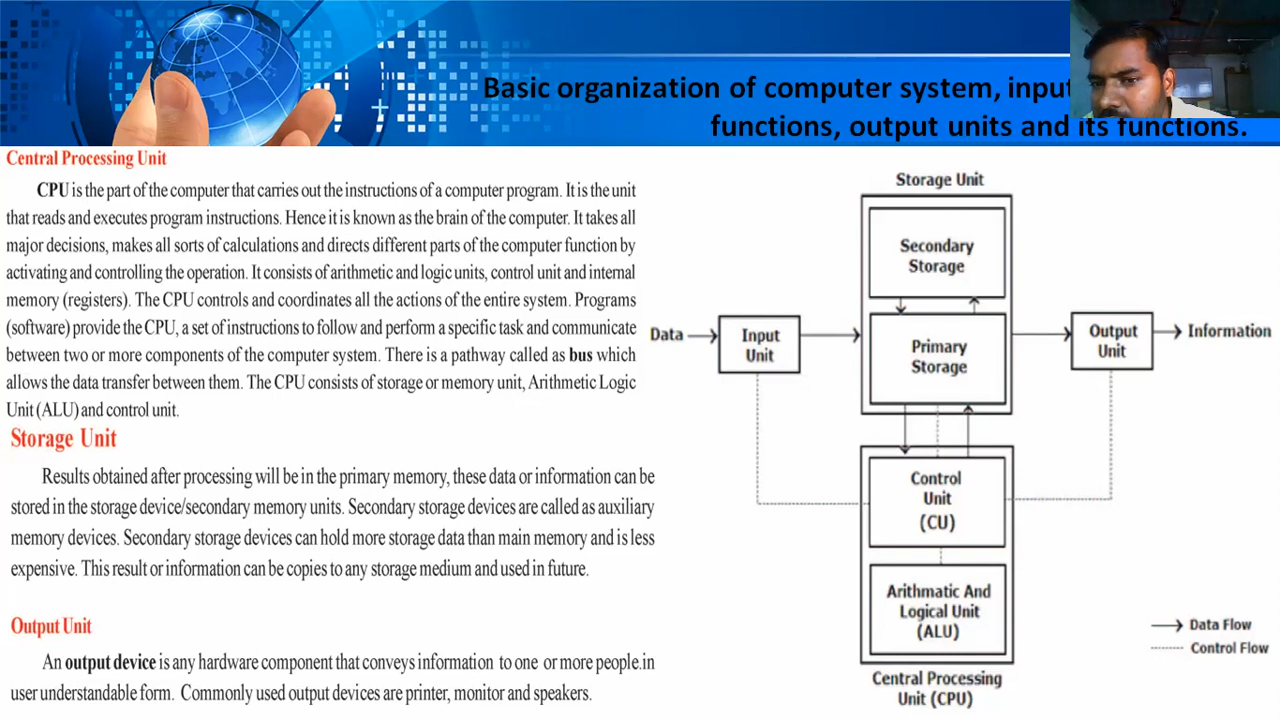 Basic organization of computer system, input
functions, output units and its functions.
Central Processing Unit
CPU is the part of the computer that carries out the instructions of a computer program. It is the unit
that reads and executes program instructions. Hence it is known as the brain of the computer. It takes all
major decisions, makes all sorts of calculations and directs different parts of the computer function by
activating and controlling the operation. It consists of arithmetic and logic units, control unit and internal
memory (registers). The CPU controls and coordinates all the actions of the entire system. Programs
(software) provide the CPU, a set of instructions to follow and perform a specific task and communicate
between two or more components of the computer system. There is a pathway called as bus which
allows the data transfer between them. The CPU consists of storage or memory unit, Arithmetic Logic
Unit (ALU) and control unit.
Storage Unit
Results obtained after processing will be in the primary memory, these data or information can be
stored in the storage device/secondary memory units. Secondary storage devices are called as auxiliary
memory devices. Secondary storage devices can hold more storage data than main memory and is less
expensive. This result or information can be copies to any storage medium and used in future.
Output Unit
An output device is any hardware component that conveys information to one or more people.in
user understandable form. Commonly used output devices are printer, monitor and speakers.
Storage Unit
Secondary
Storage
Data
Input
Unit
Primary
Storage
Output
Unit
Information
Control
Unit
(CU)
Arithmatic And
Logical Unit
(ALU)
Central Processing
Unit (CPU)
Data Flow
Control Flow